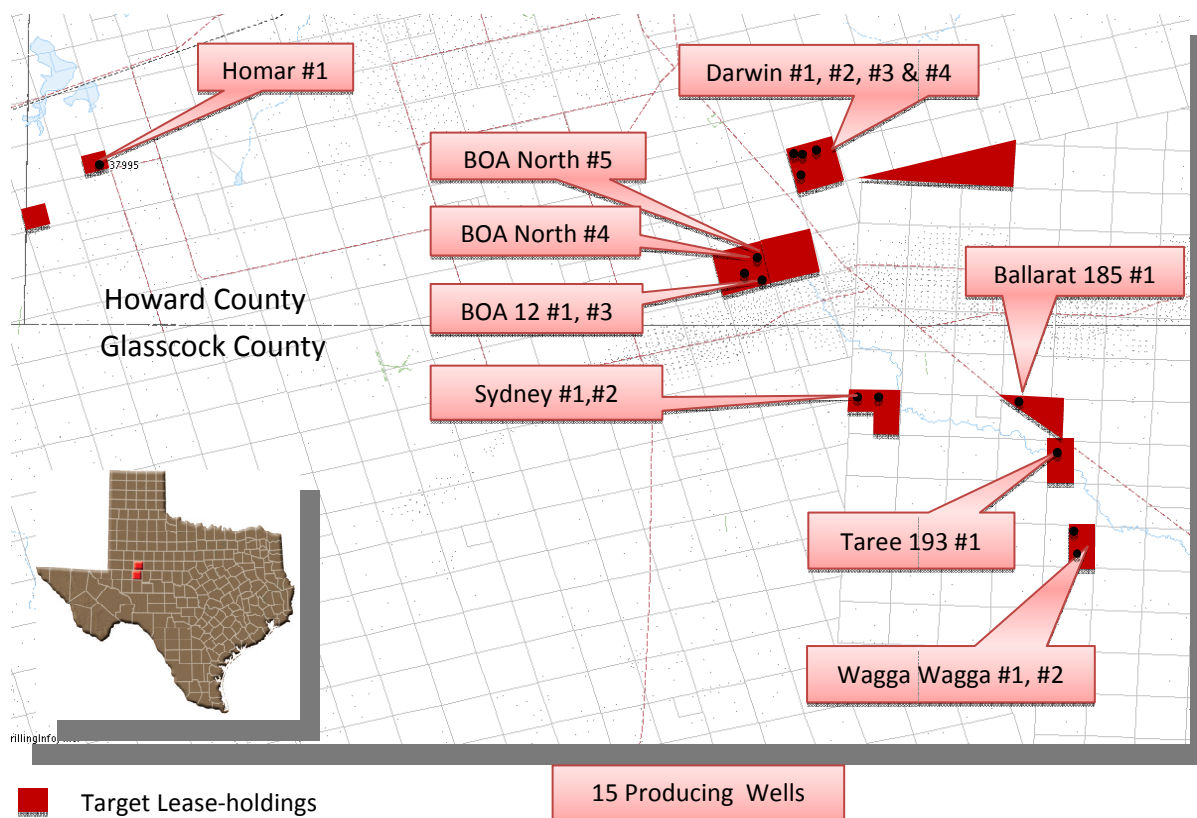 Homar #1
Darwin #1, #2, #3 & #4
BOA North #5
37995
BOA North #4
Ballarat 185 #1
BOA 12 #1, #3
Howard County
Glasscock County
Sydney #1,#2
Taree 193 #1
Wagga Wagga #1, #2
Target Lease-holdings
15 Producing Wells